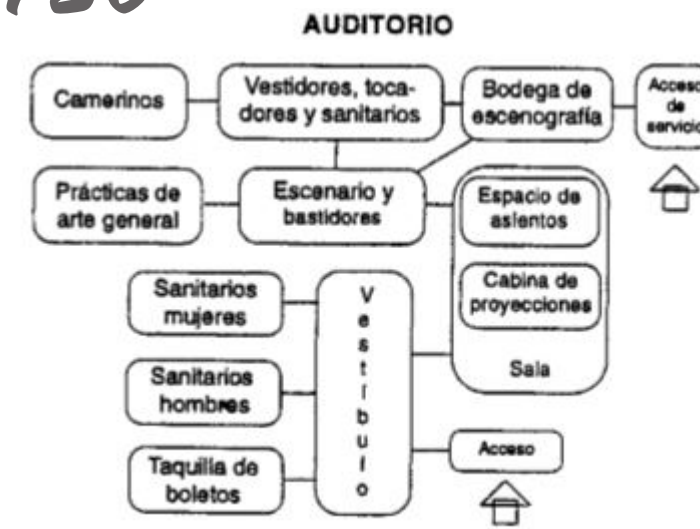 AUDITORIO
Camerinos
Vestidores, toca-
dores y sanitarios
Bodega de
escenografía
Acceso
de
servicio
Prácticas de
arte general
Escenario y
bastidores
Espacio de
asientos
Cabina de
proyecciones
Sala
Sanitarios
mujeres
Sanitarios
hombres
Taquilla de
boletos
Vestíbulo
Acceso